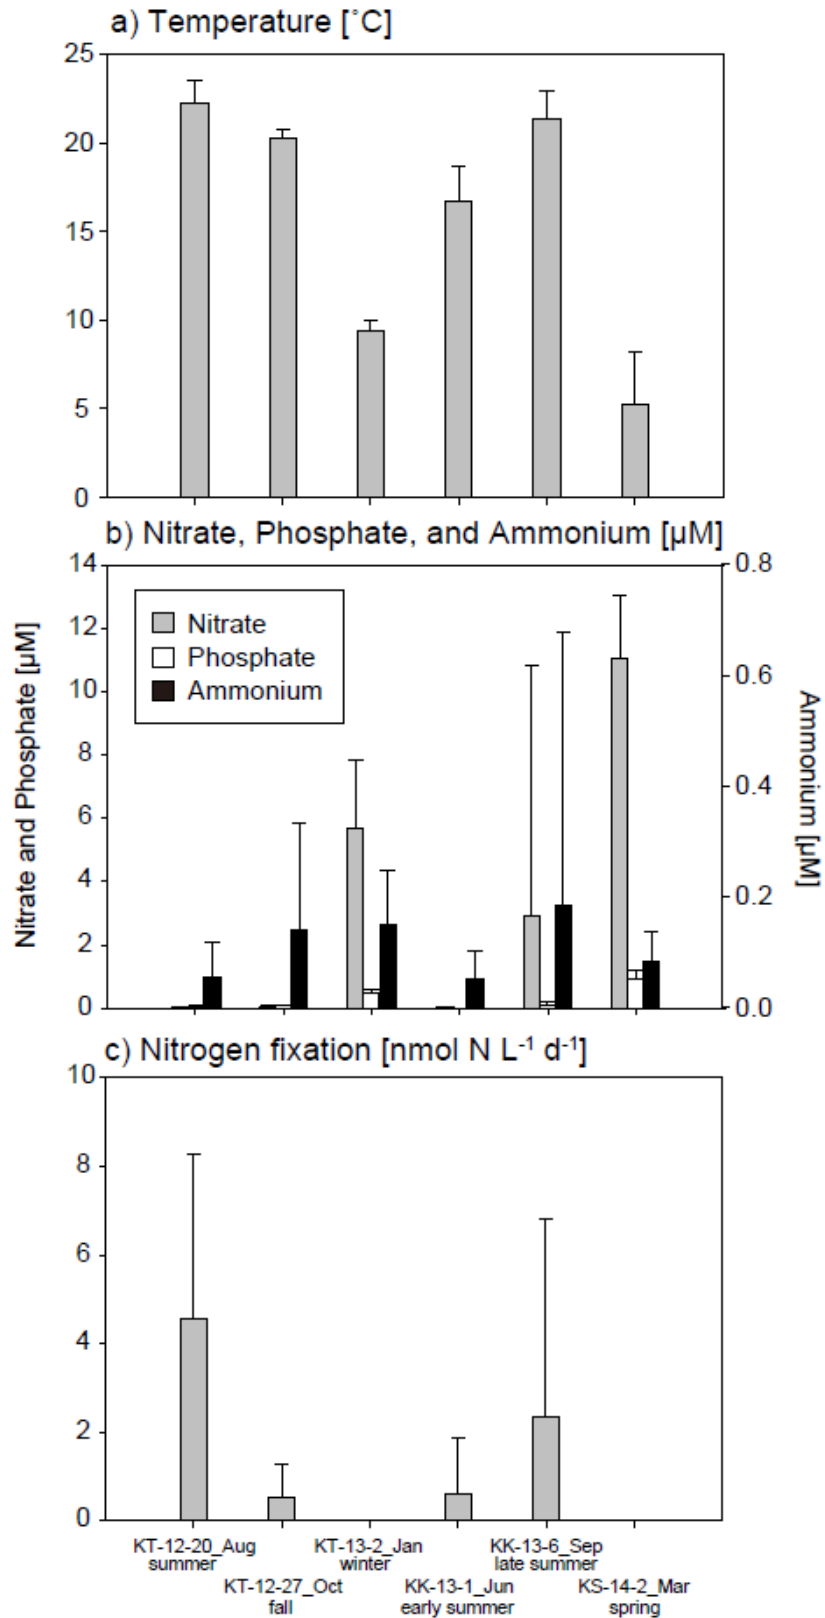 a) Temperature [˚C]
25
20
15
10
5
0
b) Nitrate, Phosphate, and Ammonium [µM]
14
12
10
8
6
4
2
0
Nitrate and Phosphate [µM]
Nitrate
Phosphate
Ammonium
0.8
0.6
0.4
0.2
0.0
Ammonium [µM]
c) Nitrogen fixation [nmol N L⁻¹ d⁻¹]
10
8
6
4
2
0
KT-12-20_Aug
summer
KT-12-27_Oct
fall
KT-13-2_Jan
winter
KK-13-1_Jun
early summer
KK-13-6_Sep
late summer
KS-14-2_Mar
spring